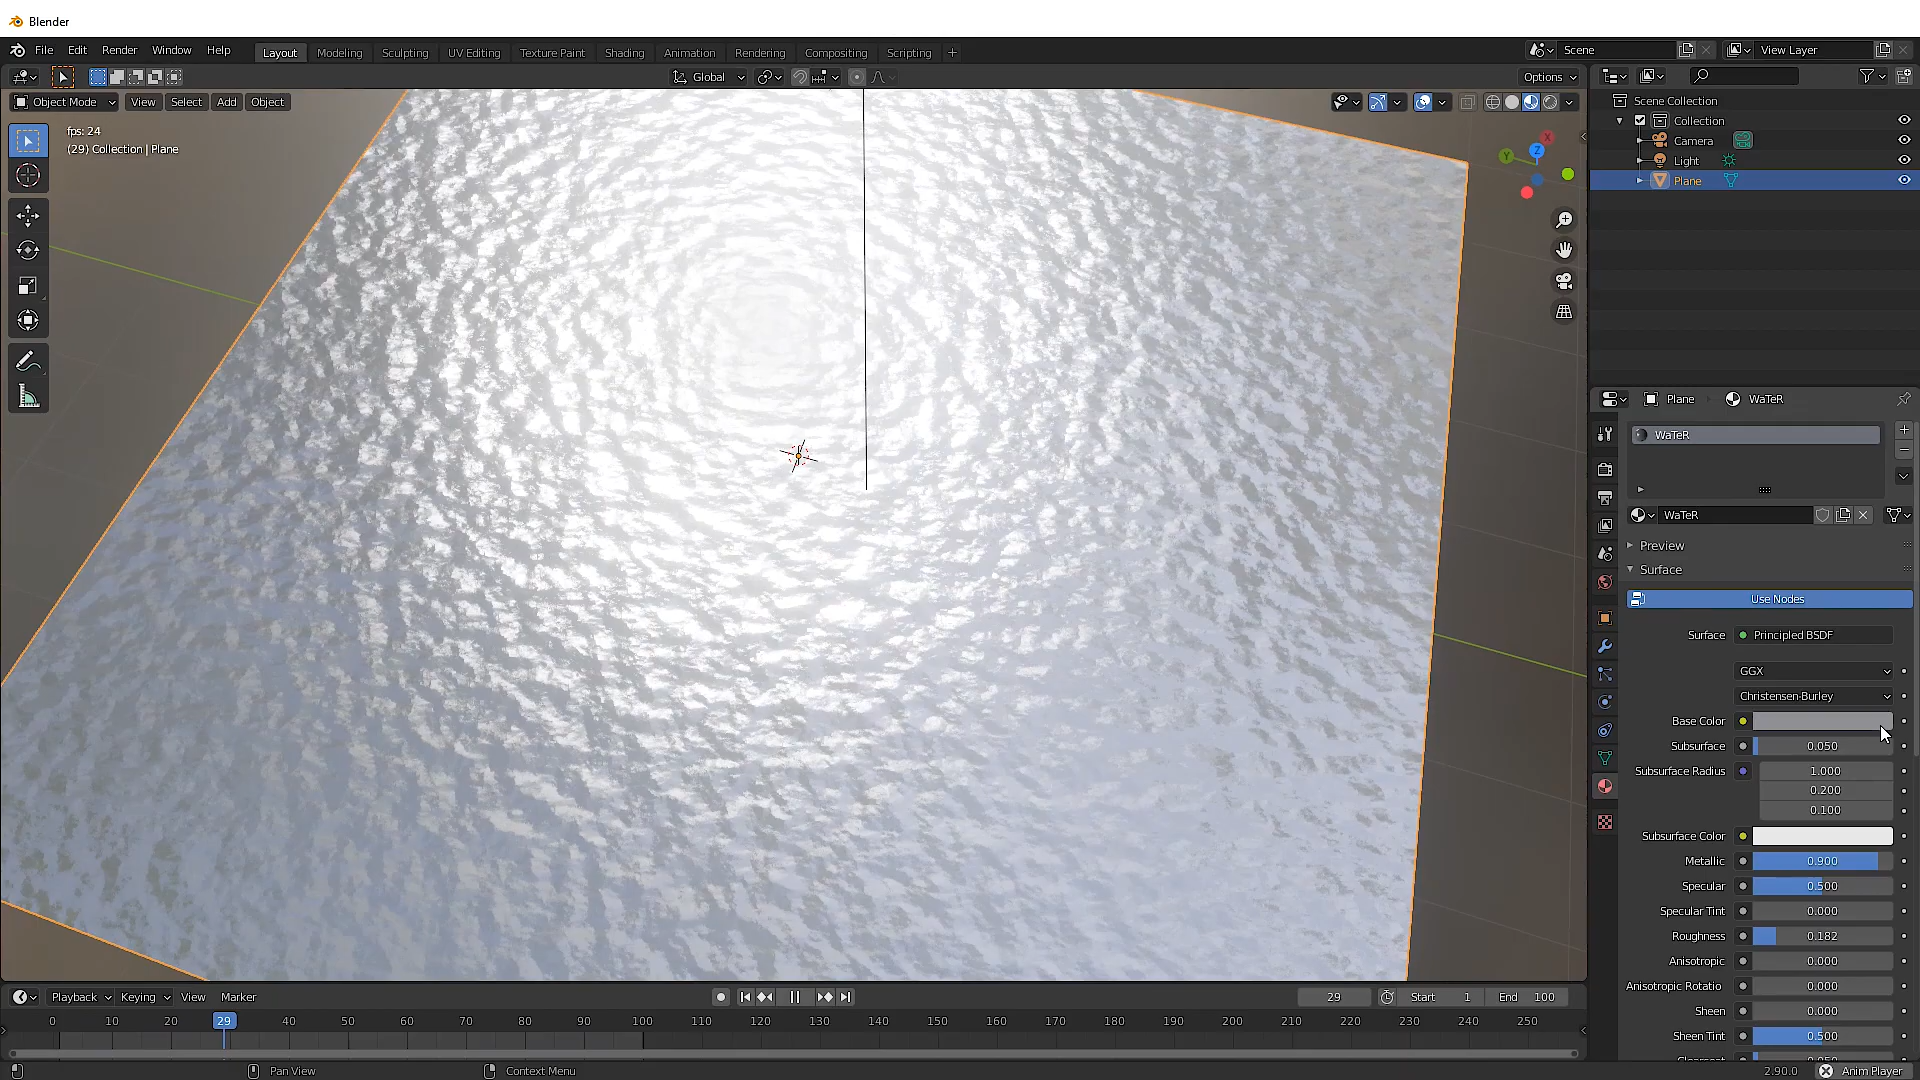 Blender
File Edit Render Window Help Layout Modeling Sculpting UV Editing Texture Paint Shading Animation Rendering Compositing Scripting + Scene View Layer
Global Options
Object Mode View Select Add Object
fps: 24
(29) Collection | Plane
X
Y
Z
Scene Collection
Collection
Camera
Light
Plane
Plane WaTeR
WaTeR
WaTeR
Preview
Surface
Use Nodes
Surface Principled BSDF
GGX
Christensen-Burley
Base Color
Subsurface 0.050
Subsurface Radius 1.000
0.200
0.100
Subsurface Color
Metallic 0.900
Specular 0.500
Specular Tint 0.000
Roughness 0.182
Anisotropic 0.000
Anisotropic Rotatio 0.000
Sheen 0.000
Sheen Tint 0.500
Playback Keying View Marker 29 Start 1 End 100
0 10 20 29 40 50 60 70 80 90 100 110 120 130 140 150 160 170 180 190 200 210 220 230 240 250
Pan View Context Menu 2.90.0 Anim Player